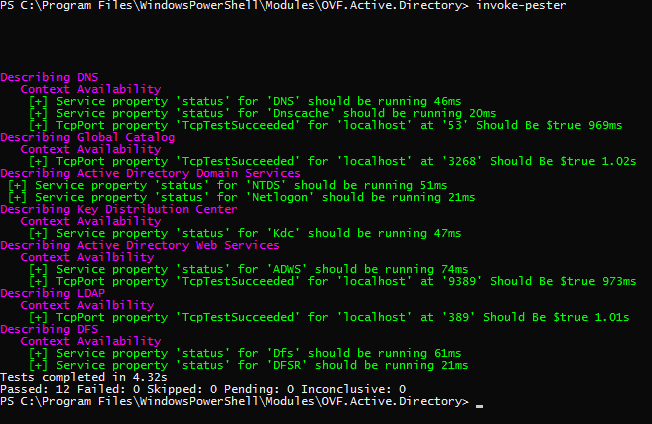 PS C:\Program Files\WindowsPowerShell\Modules\OVF.Active.Directory> invoke-pester
Describing DNS
   Context Availability
    [+] Service property 'status' for 'DNS' should be running 46ms
    [+] Service property 'status' for 'Dnscache' should be running 20ms
    [+] TcpPort property 'TcpTestSucceeded' for 'localhost' at '53' Should Be $true 969ms
Describing Global Catalog
   Context Availability
    [+] TcpPort property 'TcpTestSucceeded' for 'localhost' at '3268' Should Be $true 1.02s
Describing Active Directory Domain Services
 [+] Service property 'status' for 'NTDS' should be running 51ms
 [+] Service property 'status' for 'Netlogon' should be running 21ms
Describing Key Distribution Center
   Context Availability
    [+] Service property 'status' for 'Kdc' should be running 47ms
Describing Active Directory Web Services
   Context Availbility
    [+] Service property 'status' for 'ADWS' should be running 74ms
    [+] TcpPort property 'TcpTestSucceeded' for 'localhost' at '9389' Should Be $true 973ms
Describing LDAP
   Context Availbility
    [+] TcpPort property 'TcpTestSucceeded' for 'localhost' at '389' Should Be $true 1.01s
Describing DFS
   Context Availbility
    [+] Service property 'status' for 'Dfs' should be running 61ms
    [+] Service property 'status' for 'DFSR' should be running 21ms
Tests completed in 4.32s
Passed: 12 Failed: 0 Skipped: 0 Pending: 0 Inconclusive: 0
PS C:\Program Files\WindowsPowerShell\Modules\OVF.Active.Directory> _